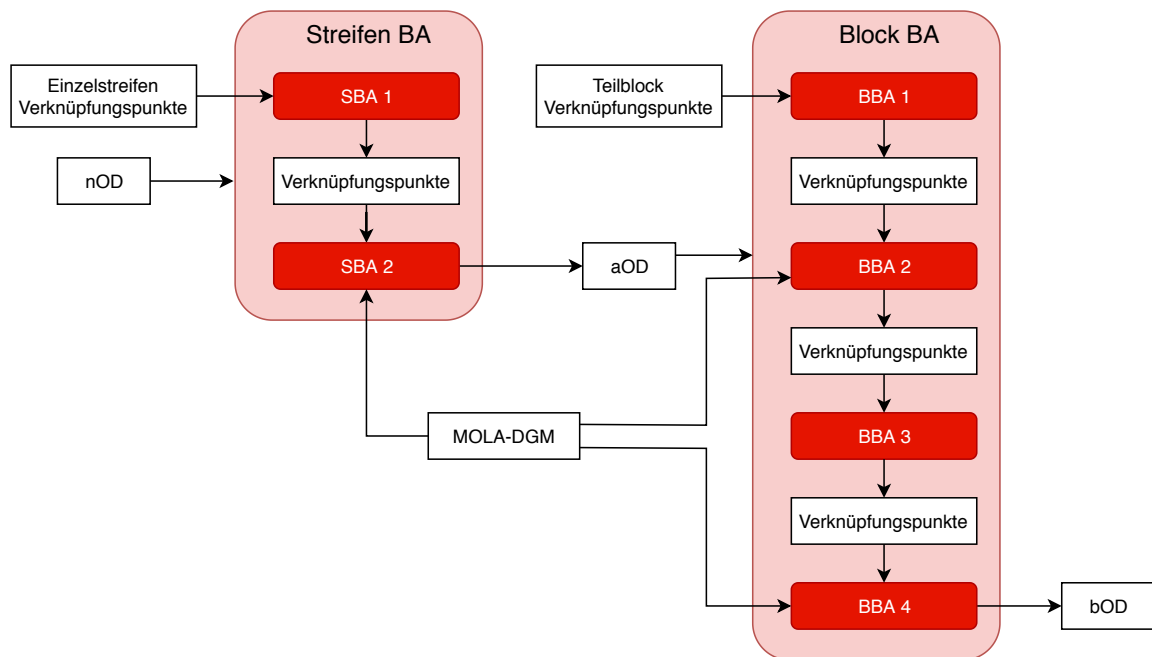 Streifen BA
Einzelstreifen
Verknüpfungspunkte
SBA 1
nOD
Verknüpfungspunkte
SBA 2
aOD
MOLA-DGM
Block BA
Teilblock
Verknüpfungspunkte
BBA 1
Verknüpfungspunkte
BBA 2
Verknüpfungspunkte
BBA 3
Verknüpfungspunkte
BBA 4
bOD